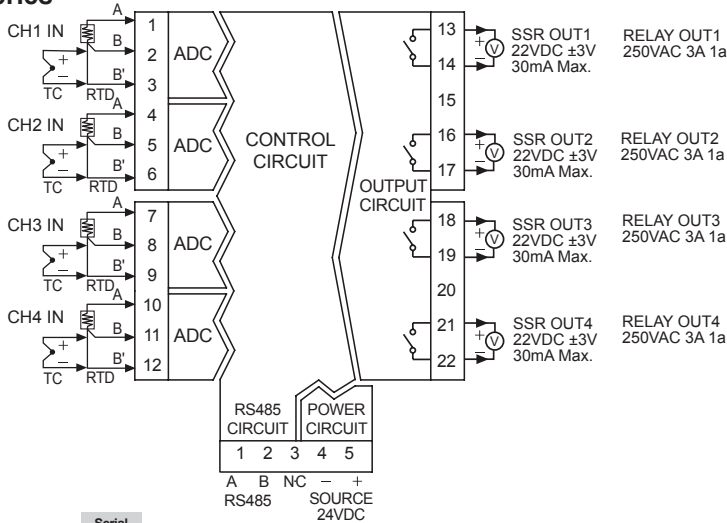 CH1 IN
A
B
B'
TC
RTD
1
2
3
ADC
CH2 IN
A
B
B'
TC
RTD
4
5
6
ADC
CH3 IN
A
B
B'
TC
RTD
7
8
9
ADC
CH4 IN
A
B
B'
TC
RTD
10
11
12
ADC
CONTROL
CIRCUIT
OUTPUT
CIRCUIT
13
14
15
16
17
18
19
20
21
22
+
−
V
SSR OUT1
22VDC ±3V
30mA Max.
RELAY OUT1
250VAC 3A 1a
+
−
V
SSR OUT2
22VDC ±3V
30mA Max.
RELAY OUT2
250VAC 3A 1a
+
−
V
SSR OUT3
22VDC ±3V
30mA Max.
RELAY OUT3
250VAC 3A 1a
+
−
V
SSR OUT4
22VDC ±3V
30mA Max.
RELAY OUT4
250VAC 3A 1a
RS485
CIRCUIT
POWER
CIRCUIT
1 2 3 4 5
A B N·C − +
RS485
SOURCE
24VDC
Serial